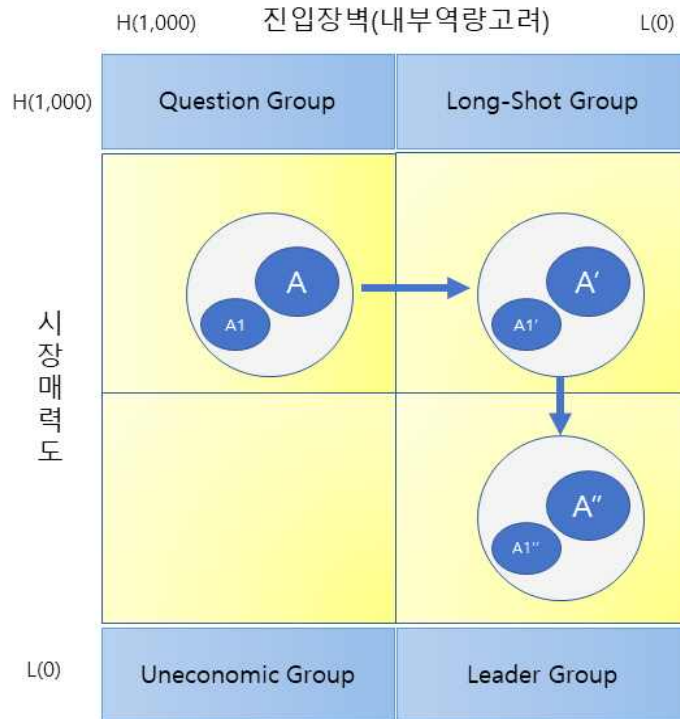 H(1,000) 진입장벽(내부역량고려) L(0)
H(1,000) Question Group Long-Shot Group
A A'
A1 A1'
시
장
매
력
도
A"
A1"
L(0) Uneconomic Group Leader Group